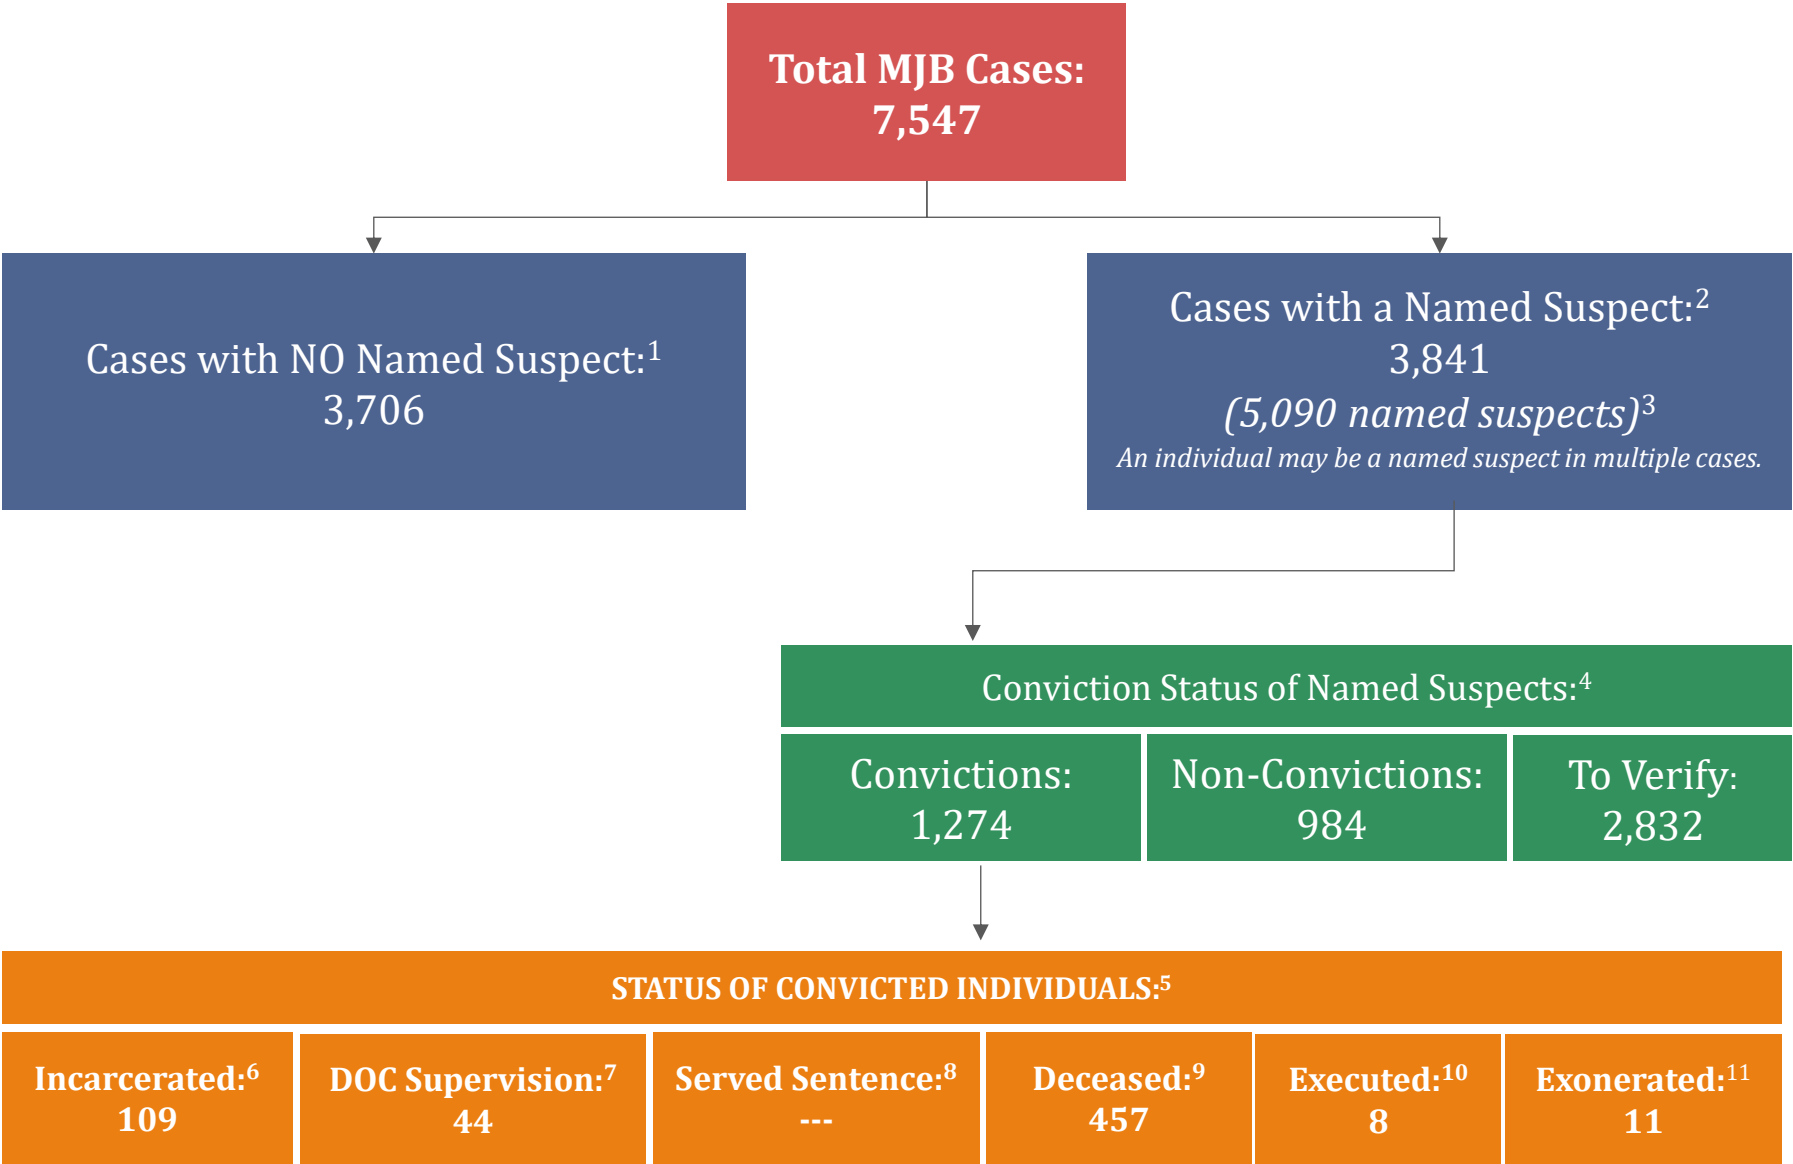 Total MJB Cases:
7,547
Cases with NO Named Suspect:1
3,706
Cases with a Named Suspect:2
3,841
(5,090 named suspects)3
An individual may be a named suspect in multiple cases.
Conviction Status of Named Suspects:4
Convictions:
1,274
Non-Convictions:
984
To Verify:
2,832
STATUS OF CONVICTED INDIVIDUALS:5
Incarcerated:6
109
DOC Supervision:7
44
Served Sentence:8
---
Deceased:9
457
Executed:10
8
Exonerated:11
11